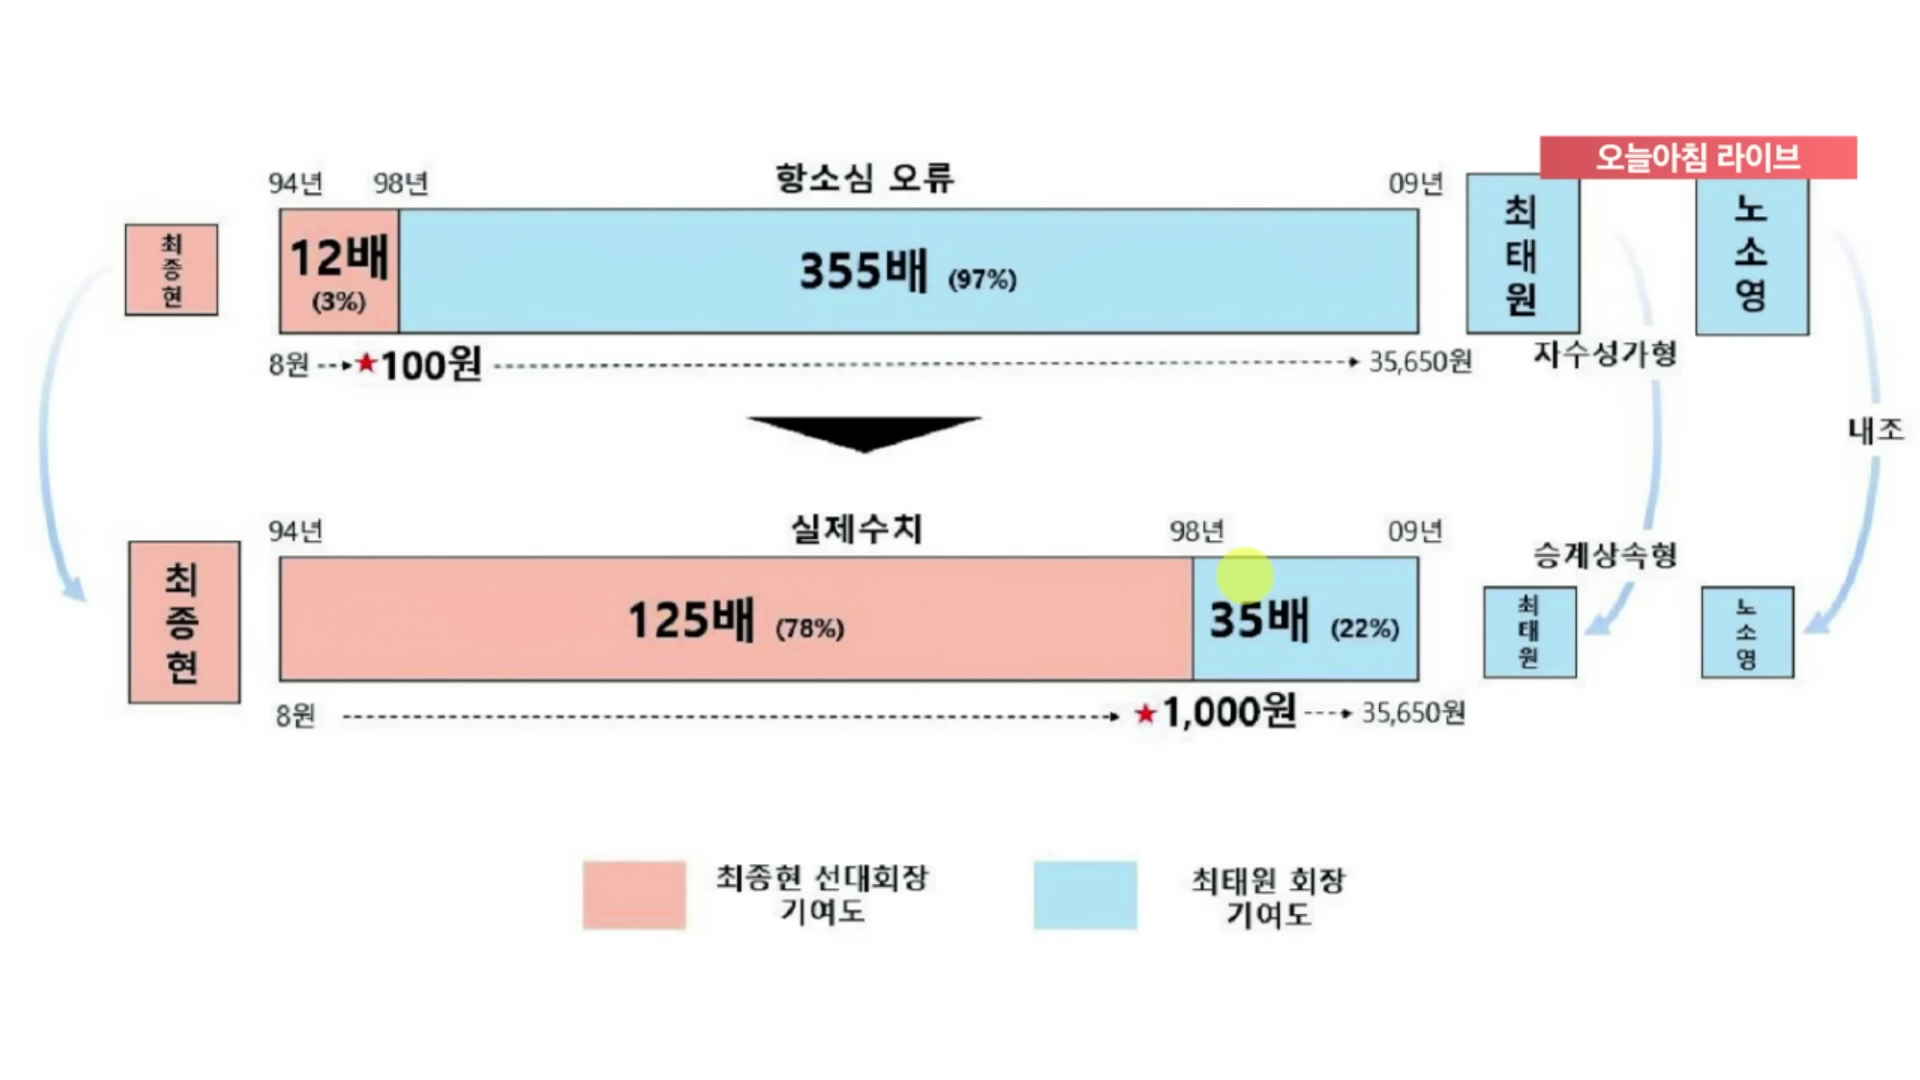 오늘아침 라이브
항소심 오류
94년 98년 09년
최종현
12배
(3%)
355배 (97%)
최태원
노소영
8원 ★100원 35,650원
자수성가형
내조
실제수치
94년 98년 09년
승계상속형
최종현
125배 (78%)
35배 (22%)
최태원
노소영
8원 ★1,000원 35,650원
최종현 선대회장
기여도
최태원 회장
기여도